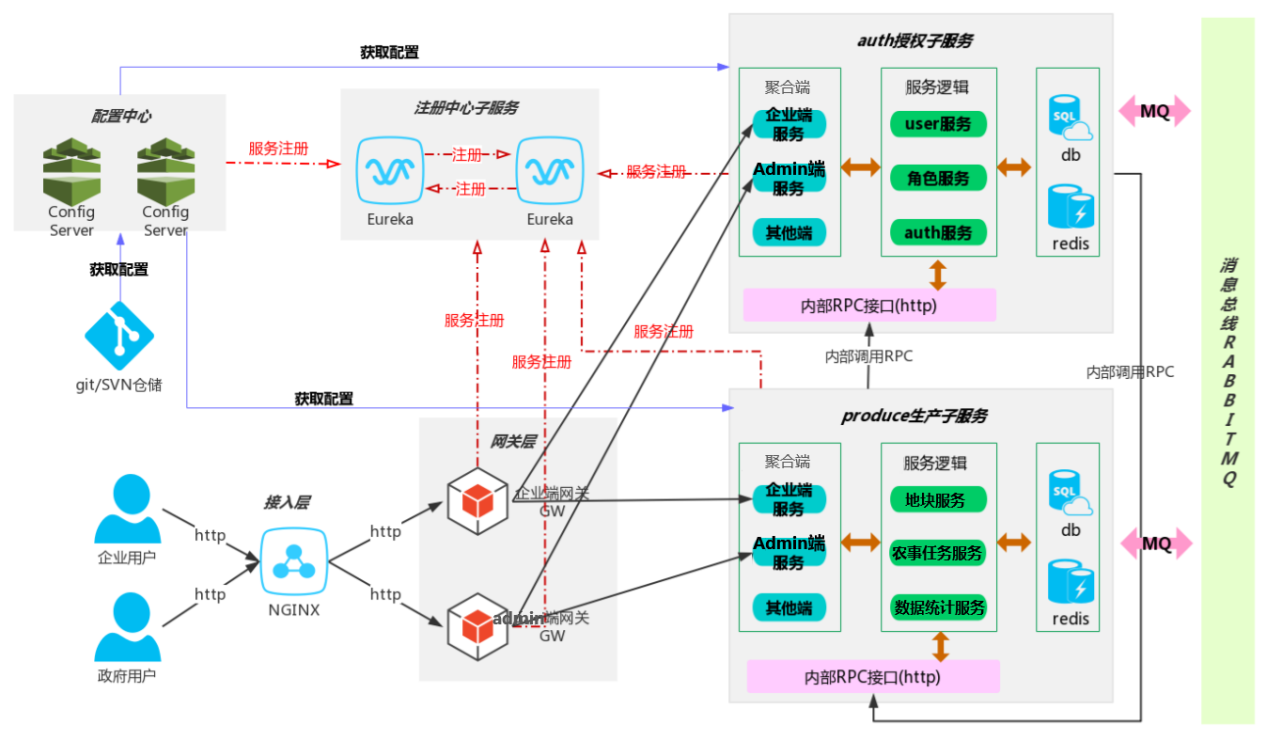 获取配置
auth授权子服务
聚合端
服务逻辑
企业端
服务
user服务
SQL
db
Admin端
服务
角色服务
其他端
auth服务
redis
内部RPC接口(http)
MQ
配置中心
Config
Server
Config
Server
服务注册
注册中心子服务
注册
注册
Eureka
Eureka
服务注册
获取配置
git/SVN仓储
服务注册
服务注册
服务注册
内部调用RPC
内部调用RPC
获取配置
网关层
企业端网关
GW
admin端网关
GW
企业用户
政府用户
http
http
接入层
NGINX
http
http
produce生产子服务
聚合端
服务逻辑
企业端
服务
地块服务
SQL
db
Admin端
服务
农事任务服务
其他端
数据统计服务
redis
内部RPC接口(http)
MQ
消
息
总
线
R
A
B
B
I
T
M
Q